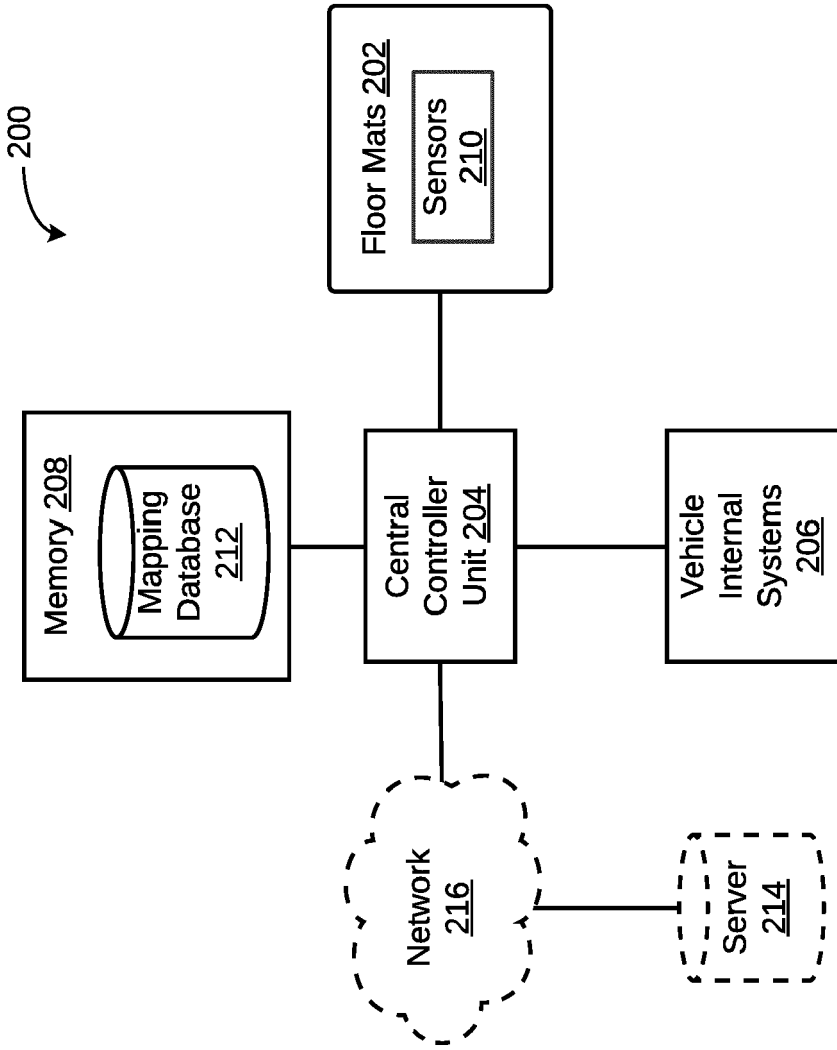 200
Memory 208
Mapping
Database
212
Floor Mats 202
Sensors
210
Central
Controller
Unit 204
Network
216
Vehicle
Internal
Systems
206
Server
214